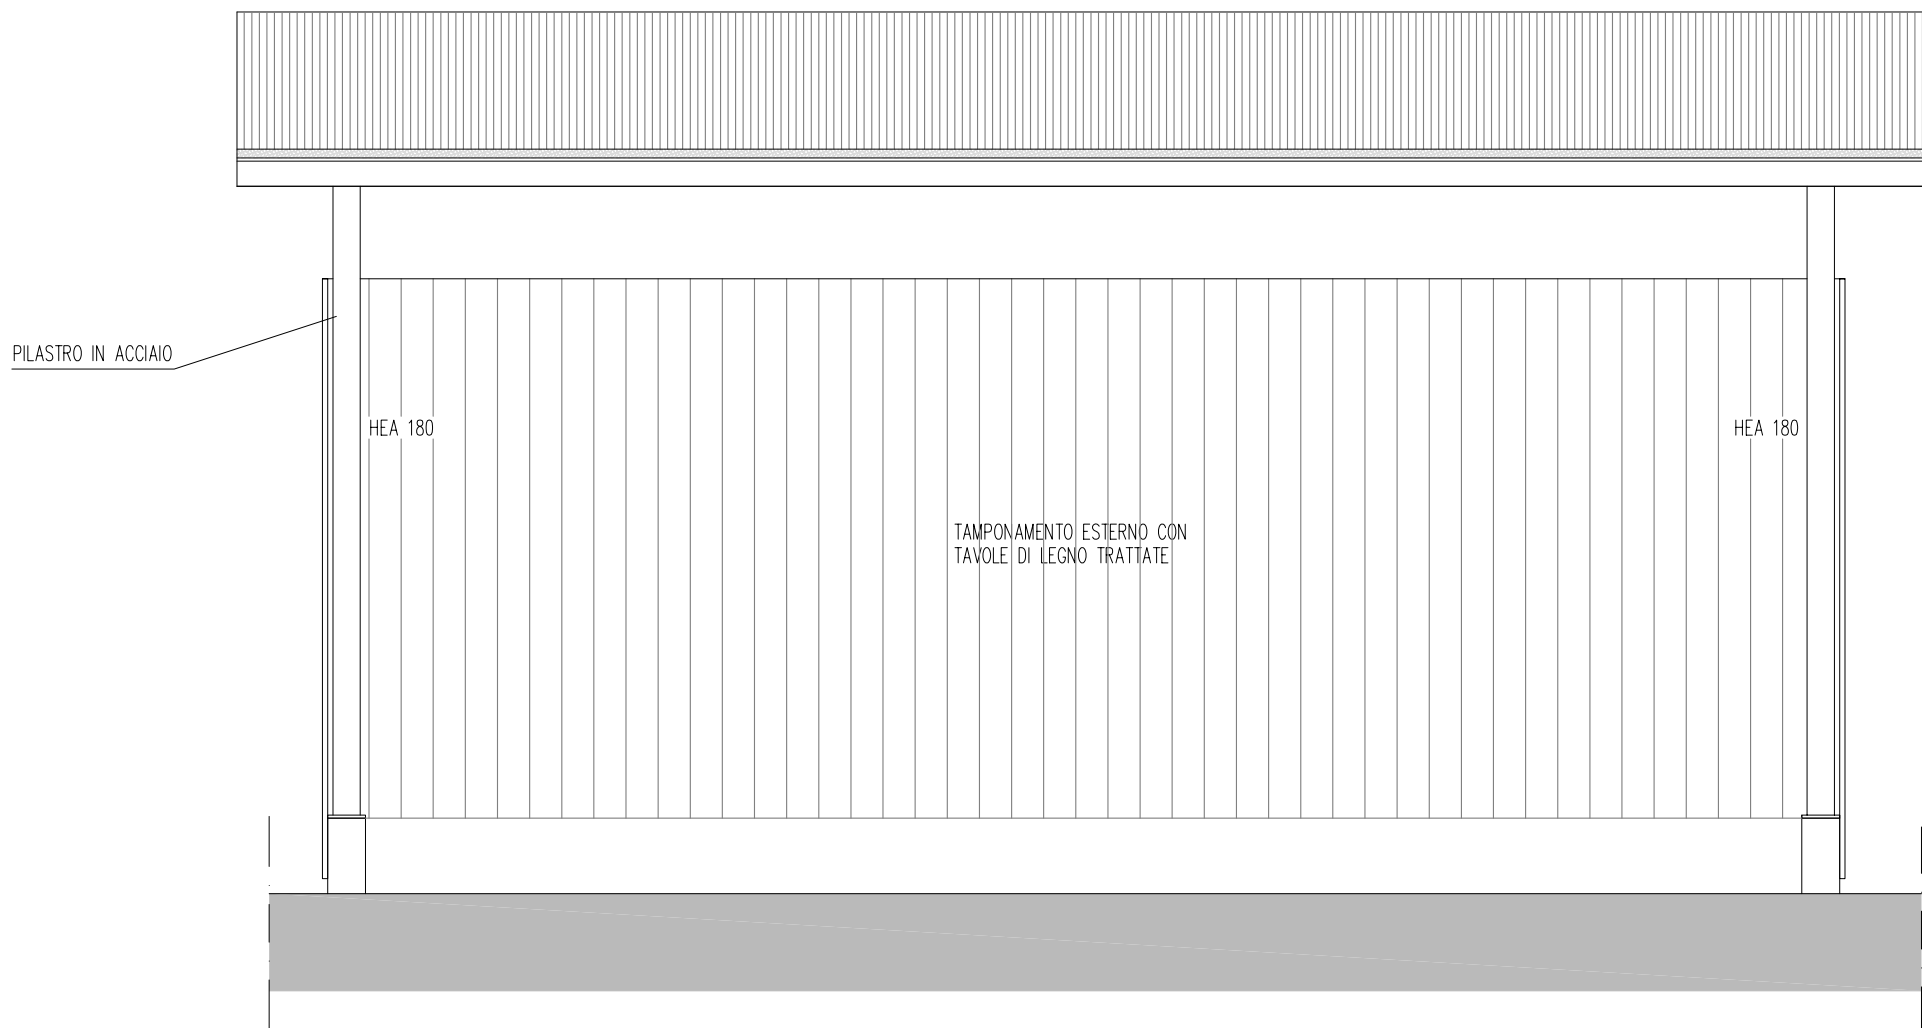 PILASTRO IN ACCIAIO
HEA 180
HEA 180
TAMPONAMENTO ESTERNO CON
TAVOLE DI LEGNO TRATTATE